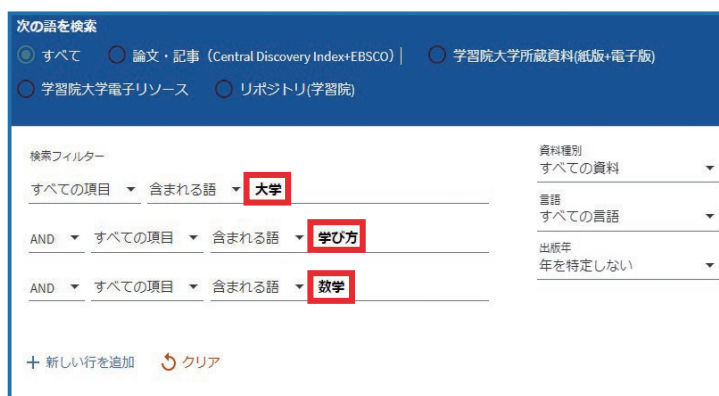 次の語を検索
すべて 論文・記事（Central Discovery Index+EBSCO）| 学習院大学所蔵資料(紙版+電子版)
学習院大学電子リソース リポジトリ(学習院)
検索フィルター
すべての項目 含まれる語 大学
AND すべての項目 含まれる語 学び方
AND すべての項目 含まれる語 数学
+ 新しい行を追加 クリア
資料種別
すべての資料
言語
すべての言語
出版年
年を特定しない